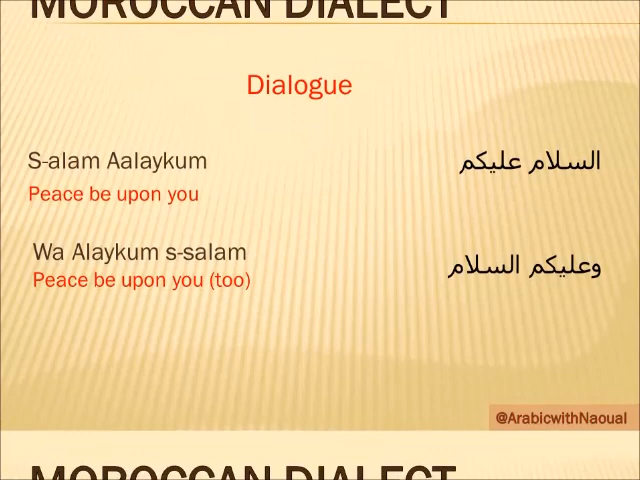 MOROCCAN DIALECT
Dialogue
S-alam Aalaykum
السلام عليكم
Peace be upon you
Wa Alaykum s-salam
وعليكم السلام
Peace be upon you (too)
@ArabicwithNaoual
MOROCCAN DIALECT